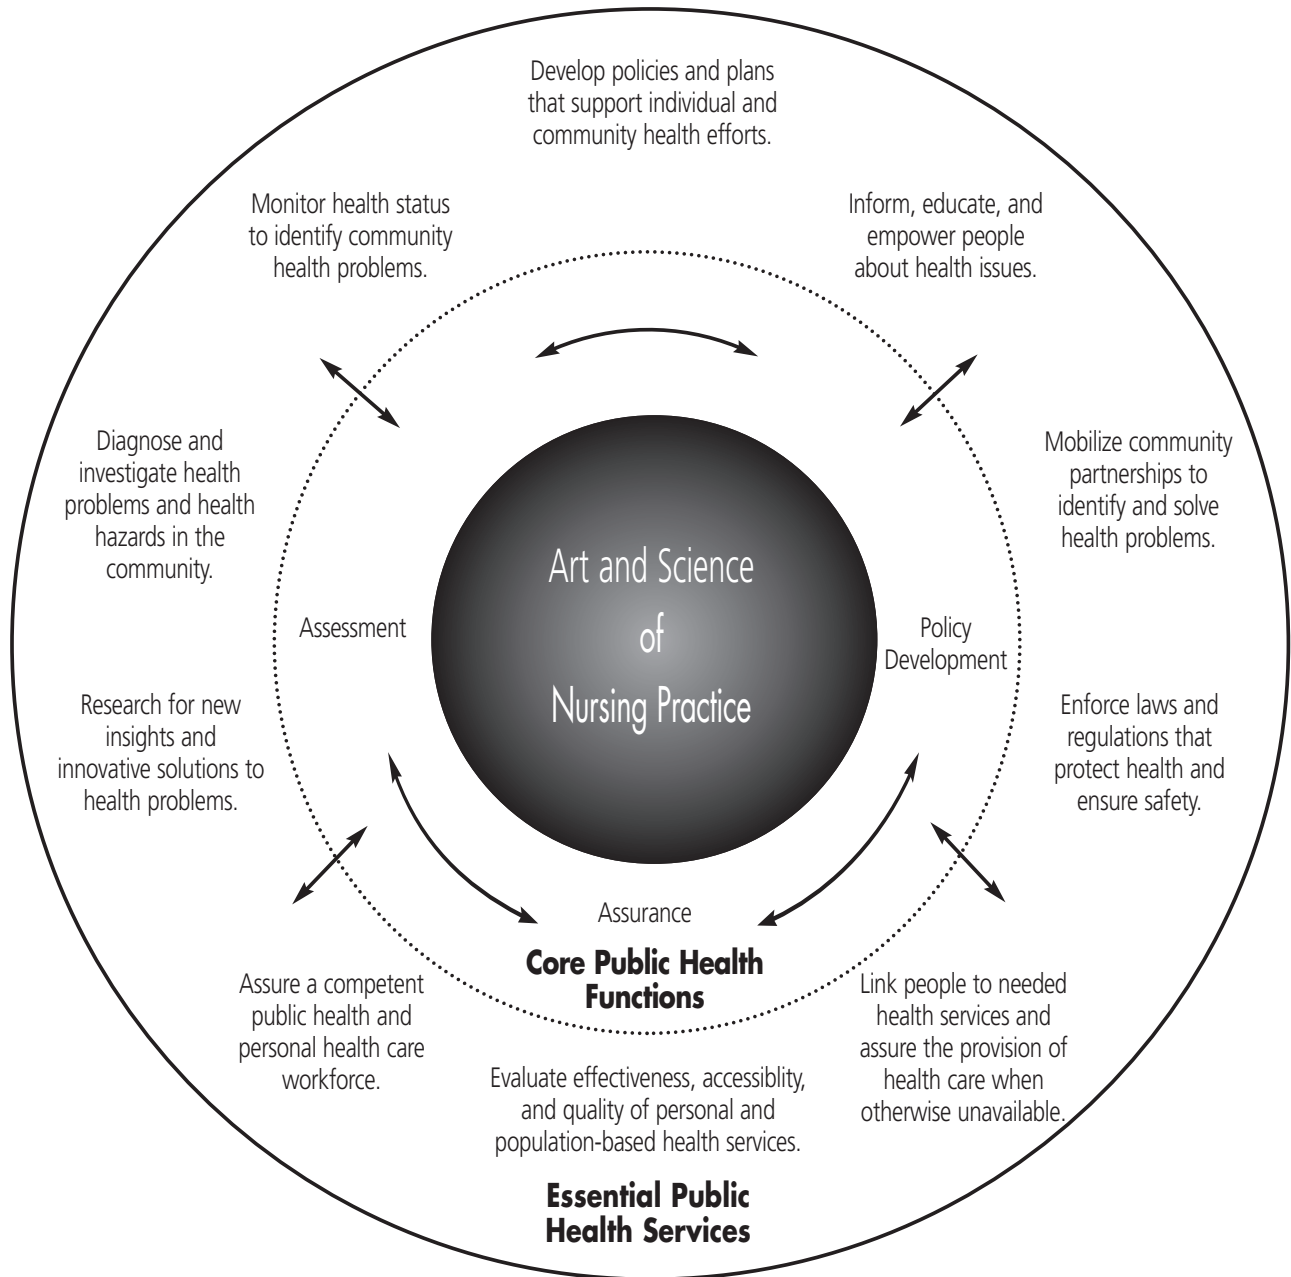 Develop policies and plans
that support individual and
community health efforts.
Monitor health status
to identify community
health problems.
Inform, educate, and
empower people
about health issues.
Diagnose and
investigate health
problems and health
hazards in the
community.
Mobilize community
partnerships to
identify and solve
health problems.
Art and Science
of
Nursing Practice
Assessment
Policy
Development
Research for new
insights and
innovative solutions to
health problems.
Enforce laws and
regulations that
protect health and
ensure safety.
Assurance
Core Public Health
Functions
Assure a competent
public health and
personal health care
workforce.
Link people to needed
health services and
assure the provision of
health care when
otherwise unavailable.
Evaluate effectiveness, accessiblity,
and quality of personal and
population-based health services.
Essential Public
Health Services